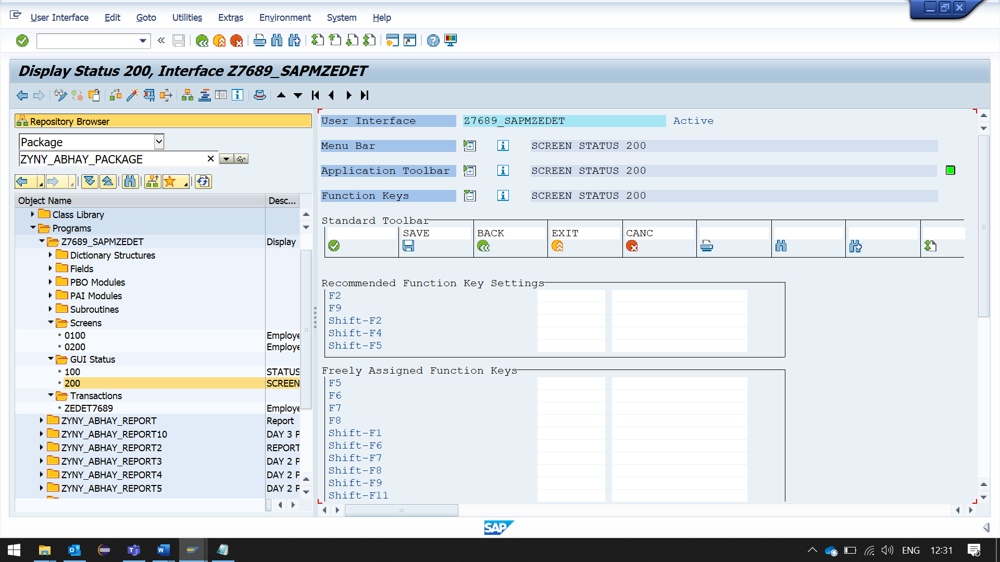 User Interface Edit Goto Utilities Extras Environment System Help
Display Status 200, Interface Z7689_SAPMZEDET
Repository Browser
Package
ZYNY_ABHAY_PACKAGE
Object Name Desc...
Class Library
Programs
Z7689_SAPMZEDET Display
Dictionary Structures
Fields
PBO Modules
PAI Modules
Subroutines
Screens
0100 Employe
0200 Employe
GUI Status
100 STATUS
200 SCREEN
Transactions
ZEDET7689 Employe
ZYNY_ABHAY_REPORT Report
ZYNY_ABHAY_REPORT10 DAY 3 P
ZYNY_ABHAY_REPORT2 REPORT
ZYNY_ABHAY_REPORT3 DAY 2 P
ZYNY_ABHAY_REPORT4 DAY 2 P
ZYNY_ABHAY_REPORT5 DAY 2 P
User Interface Z7689_SAPMZEDET Active
Menu Bar SCREEN STATUS 200
Application Toolbar SCREEN STATUS 200
Function Keys SCREEN STATUS 200
Standard Toolbar
SAVE BACK EXIT CANC
Recommended Function Key Settings
F2
F9
Shift-F2
Shift-F4
Shift-F5
Freely Assigned Function Keys
F5
F6
F7
F8
Shift-F1
Shift-F6
Shift-F7
Shift-F8
Shift-F9
Shift-F11
SAP
ENG 12:31